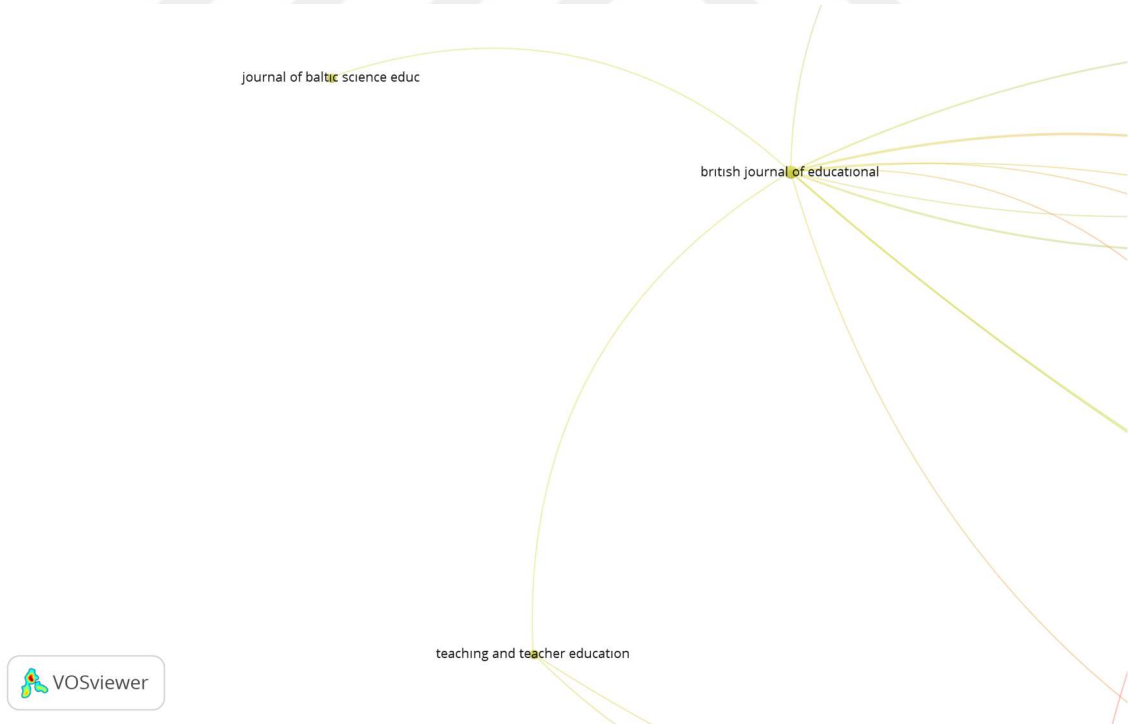 journal of baltıc scıence educ
brıtısh journal of educatıonal
teachıng and teacher educatıon
VOSviewer